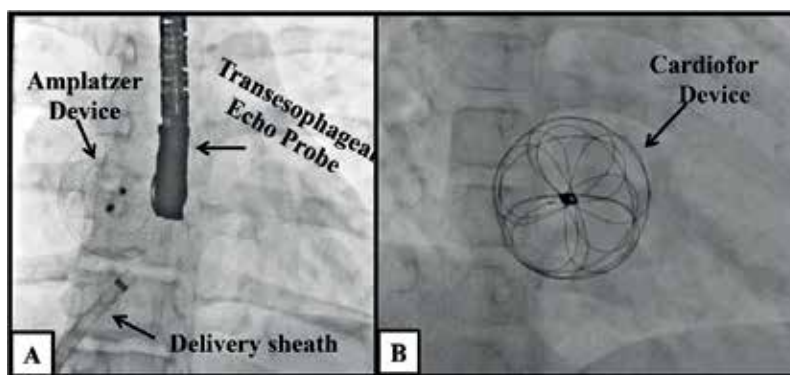 Amplatzer
Device
Transesophageal
Echo Probe
Delivery sheath
A
Cardiofor
Device
B